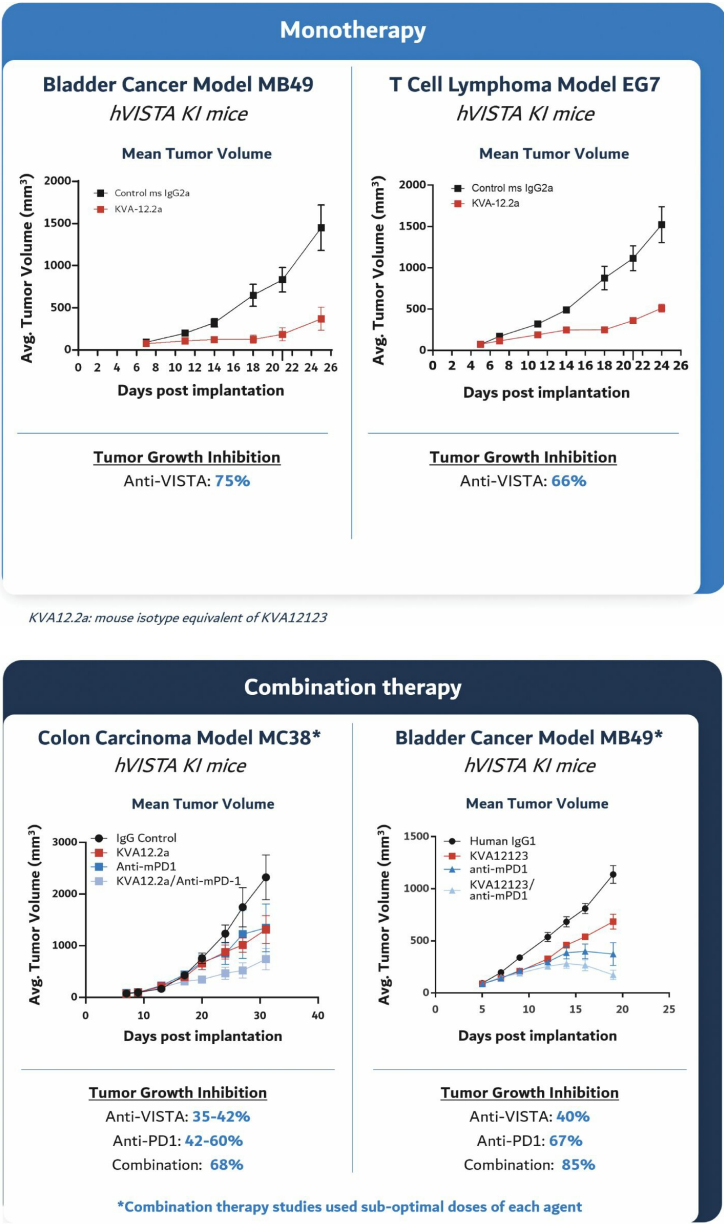 Monotherapy
Bladder Cancer Model MB49
hVISTA KI mice
Mean Tumor Volume
Avg. Tumor Volume (mm³)
2000
1500
1000
500
0
Control ms IgG2a
KVA-12.2a
0 2 4 6 8 10 12 14 16 18 20 22 24 26
Days post implantation
Tumor Growth Inhibition
Anti-VISTA: 75%
T Cell Lymphoma Model EG7
hVISTA KI mice
Mean Tumor Volume
Avg. Tumor Volume (mm³)
2000
1500
1000
500
0
Control ms IgG2a
KVA-12.2a
0 2 4 6 8 10 12 14 16 18 20 22 24 26
Days post implantation
Tumor Growth Inhibition
Anti-VISTA: 66%
KVA12.2a: mouse isotype equivalent of KVA12123
Combination therapy
Colon Carcinoma Model MC38*
hVISTA KI mice
Mean Tumor Volume
Avg. Tumor Volume (mm³)
3000
2000
1000
0
IgG Control
KVA12.2a
Anti-mPD1
KVA12.2a/Anti-mPD-1
0 10 20 30 40
Days post implantation
Tumor Growth Inhibition
Anti-VISTA: 35-42%
Anti-PD1: 42-60%
Combination: 68%
Bladder Cancer Model MB49*
hVISTA KI mice
Mean Tumor Volume
Avg. Tumor Volume (mm³)
1500
1000
500
0
Human IgG1
KVA12123
anti-mPD1
KVA12123/
anti-mPD1
0 5 10 15 20 25
Days post implantation
Tumor Growth Inhibition
Anti-VISTA: 40%
Anti-PD1: 67%
Combination: 85%
*Combination therapy studies used sub-optimal doses of each agent